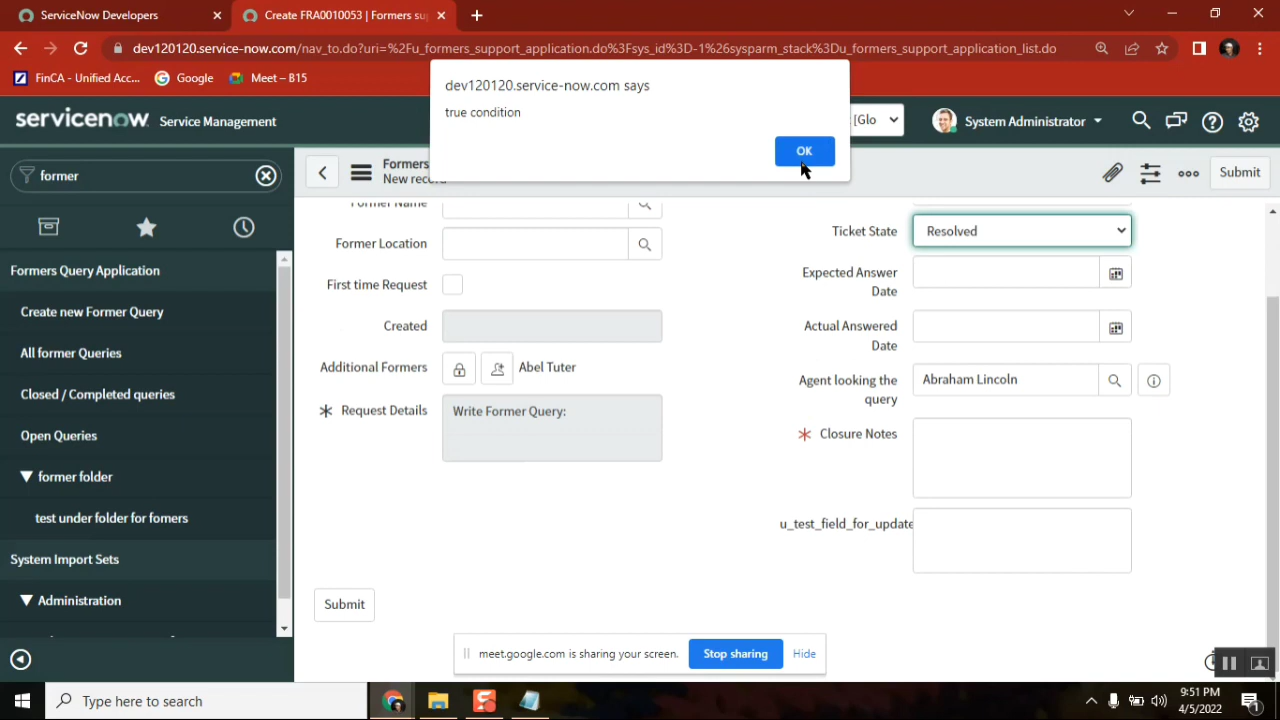 ServiceNow Developers
Create FRA0010053 | Formers su
dev120120.service-now.com/nav_to.do?uri=%2Fu_formers_support_application.do%3Fsys_id%3D-1%26sysparm_stack%3Du_formers_support_application_list.do
FinCA - Unified Acc...
Google
Meet – B15
dev120120.service-now.com says
true condition
OK
servicenow. Service Management
[Glo
System Administrator
former
Formers
New record
Submit
Formers Query Application
Create new Former Query
All former Queries
Closed / Completed queries
Open Queries
former folder
test under folder for fomers
System Import Sets
Administration
Former Name
Former Location
First time Request
Created
Additional Formers
Abel Tuter
Request Details
Write Former Query:
Ticket State
Resolved
Expected Answer
Date
Actual Answered
Date
Agent looking the
query
Abraham Lincoln
Closure Notes
u_test_field_for_update
Submit
meet.google.com is sharing your screen.
Stop sharing
Hide
Type here to search
9:51 PM
4/5/2022
1